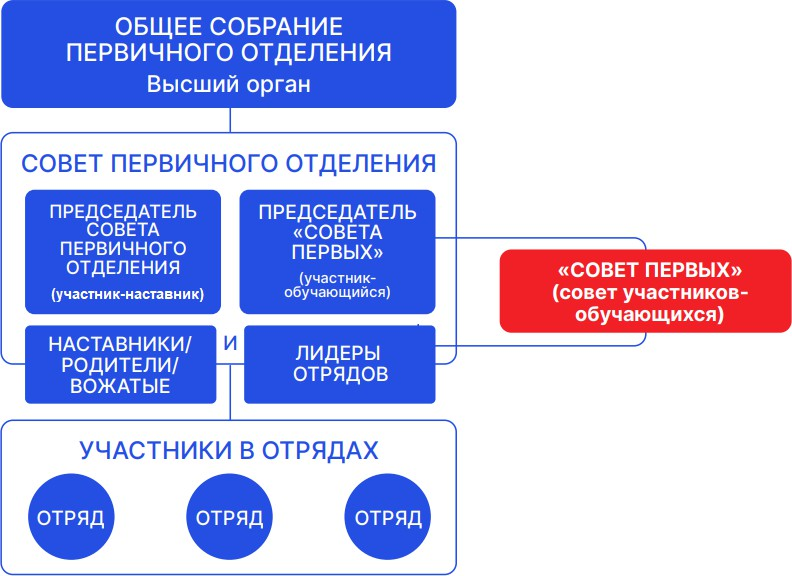 ОБЩЕЕ СОБРАНИЕ
ПЕРВИЧНОГО ОТДЕЛЕНИЯ
Высший орган
СОВЕТ ПЕРВИЧНОГО ОТДЕЛЕНИЯ
ПРЕДСЕДАТЕЛЬ
СОВЕТА
ПЕРВИЧНОГО
ОТДЕЛЕНИЯ
(участник-наставник)
ПРЕДСЕДАТЕЛЬ
«СОВЕТА
ПЕРВЫХ»
(участник-
обучающийся)
«СОВЕТ ПЕРВЫХ»
(совет участников-
обучающихся)
НАСТАВНИКИ/
РОДИТЕЛИ/
ВОЖАТЫЕ
И
ЛИДЕРЫ
ОТРЯДОВ
УЧАСТНИКИ В ОТРЯДАХ
ОТРЯД
ОТРЯД
ОТРЯД